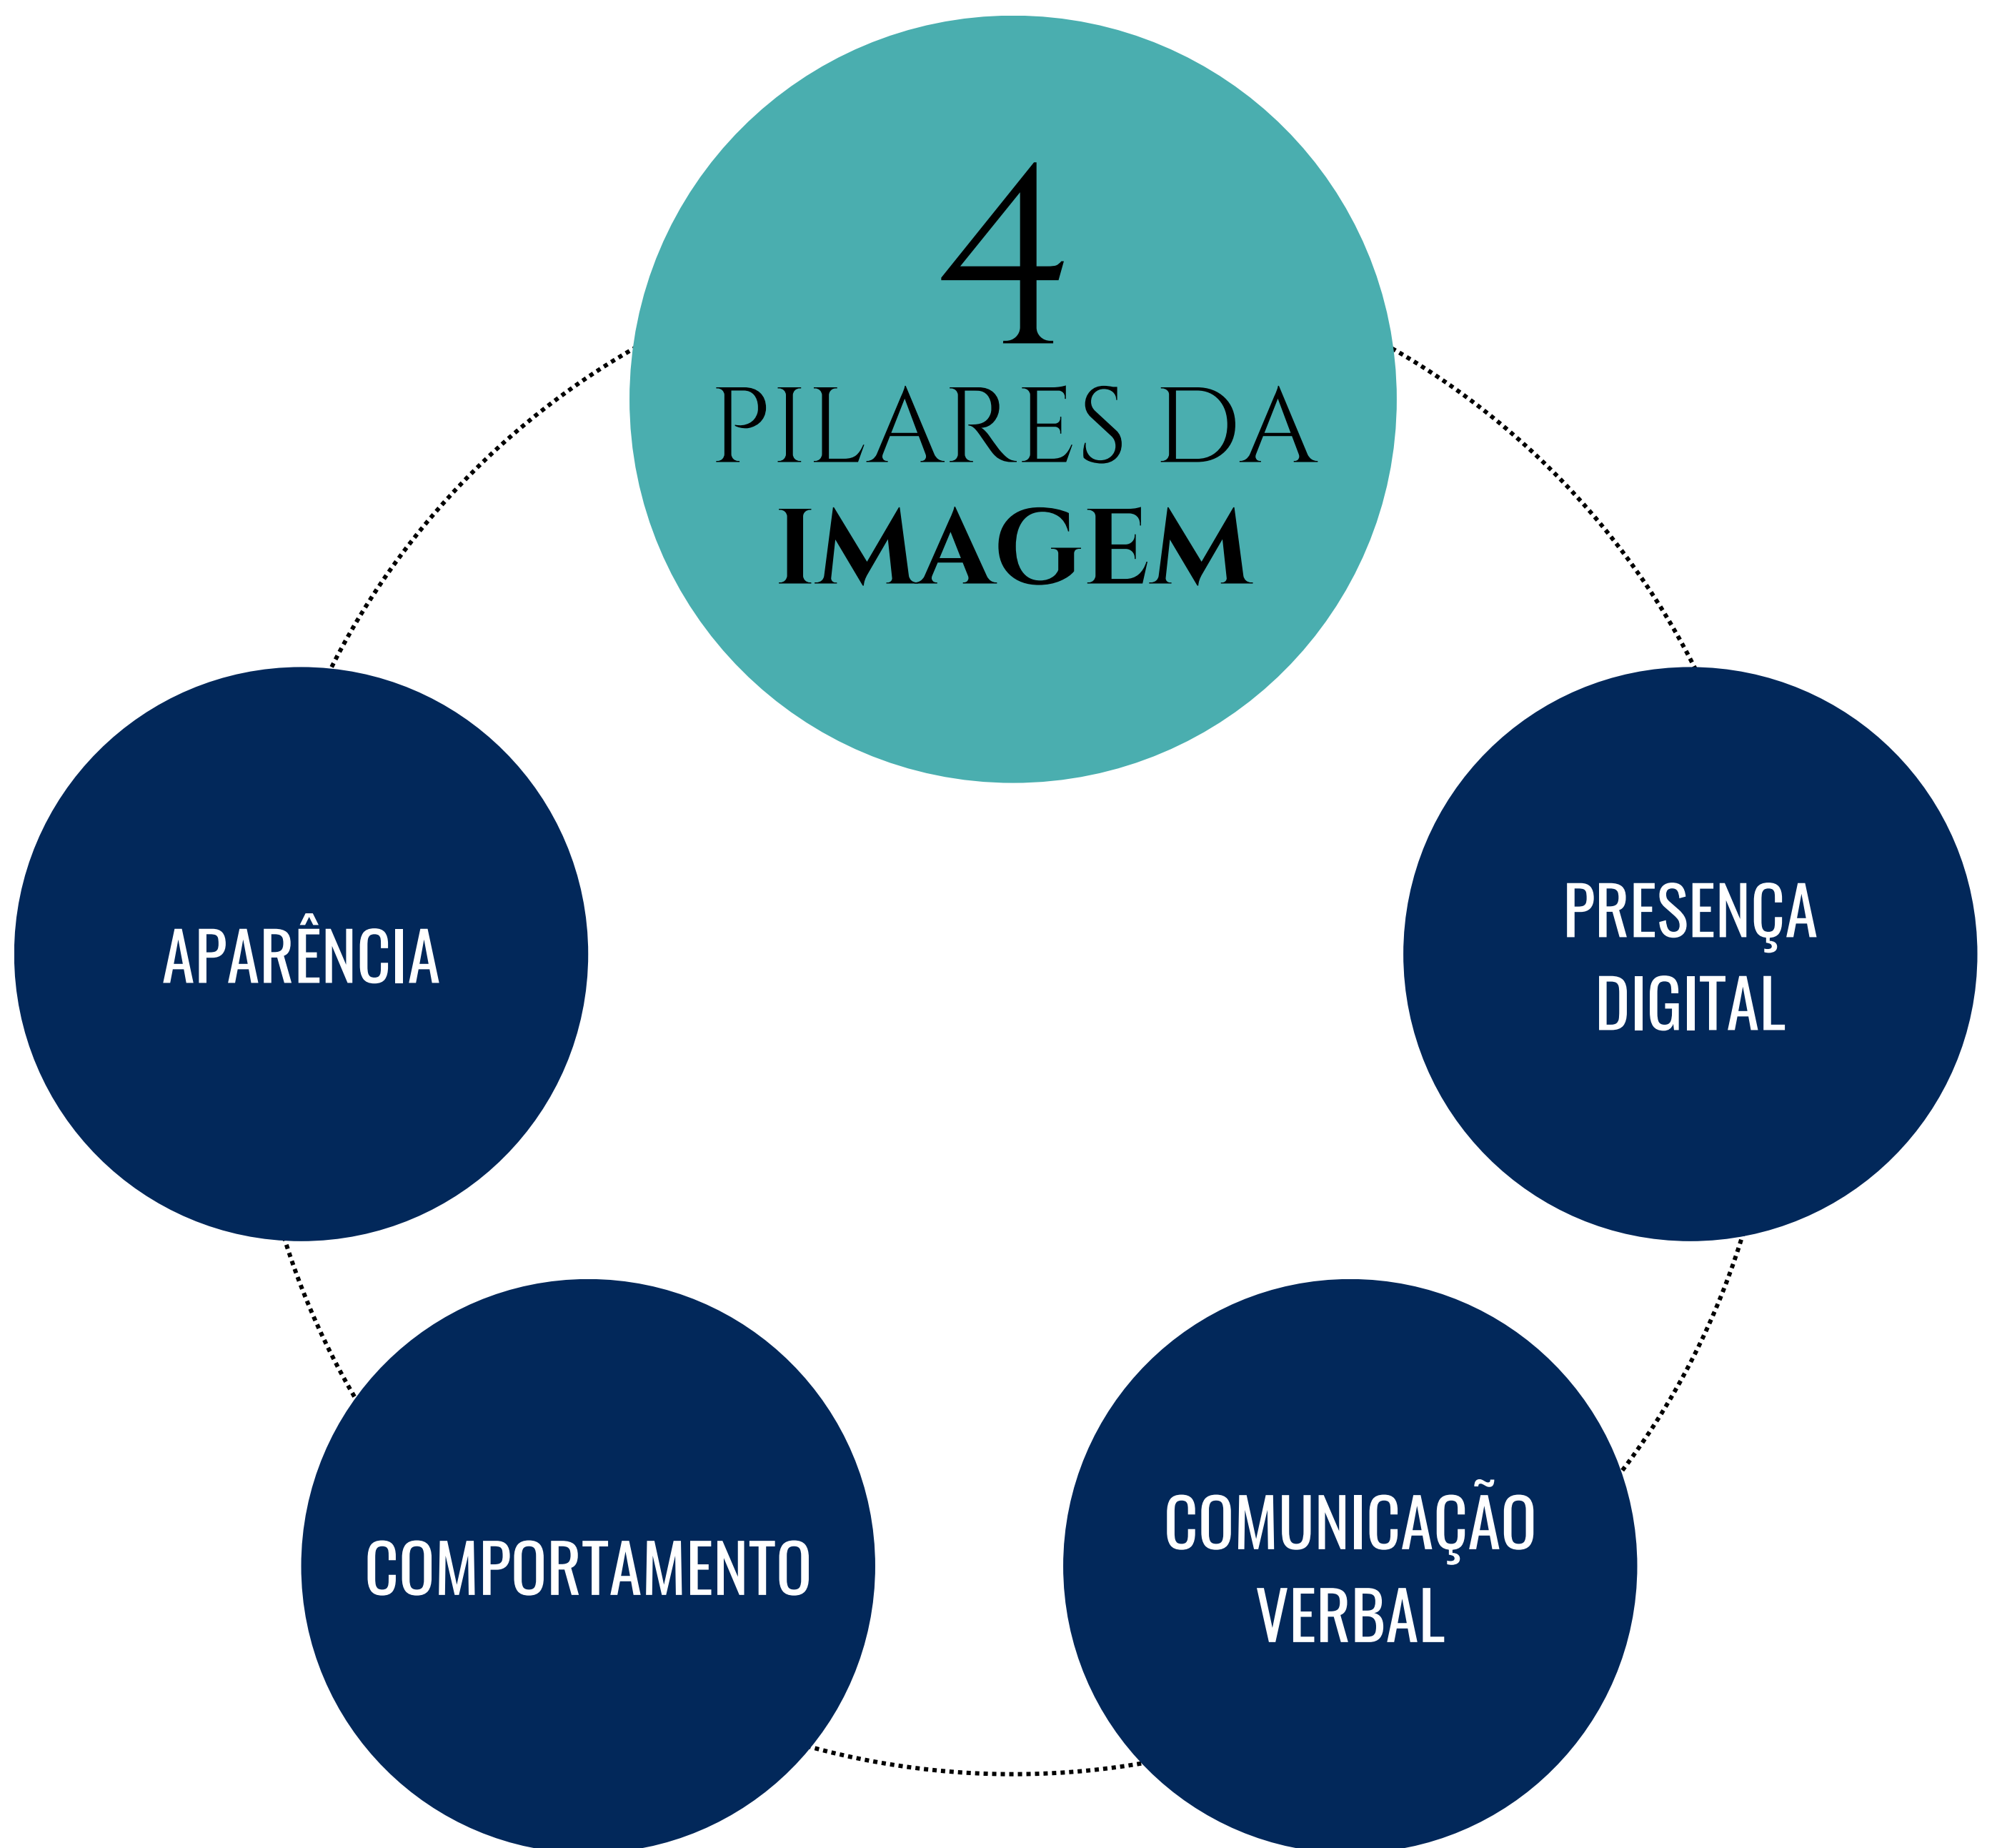 4
PILARES DA
IMAGEM
APARÊNCIA
PRESENÇA
DIGITAL
COMPORTAMENTO
COMUNICAÇÃO
VERBAL